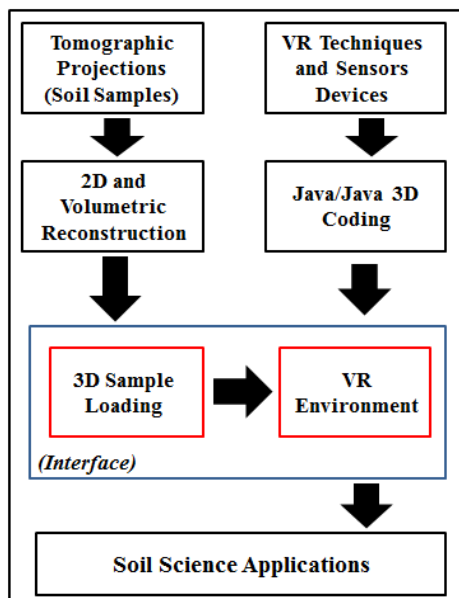 Tomographic
Projections
(Soil Samples)
VR Techniques
and Sensors
Devices
2D and
Volumetric
Reconstruction
Java/Java 3D
Coding
3D Sample
Loading
VR
Environment
(Interface)
Soil Science Applications